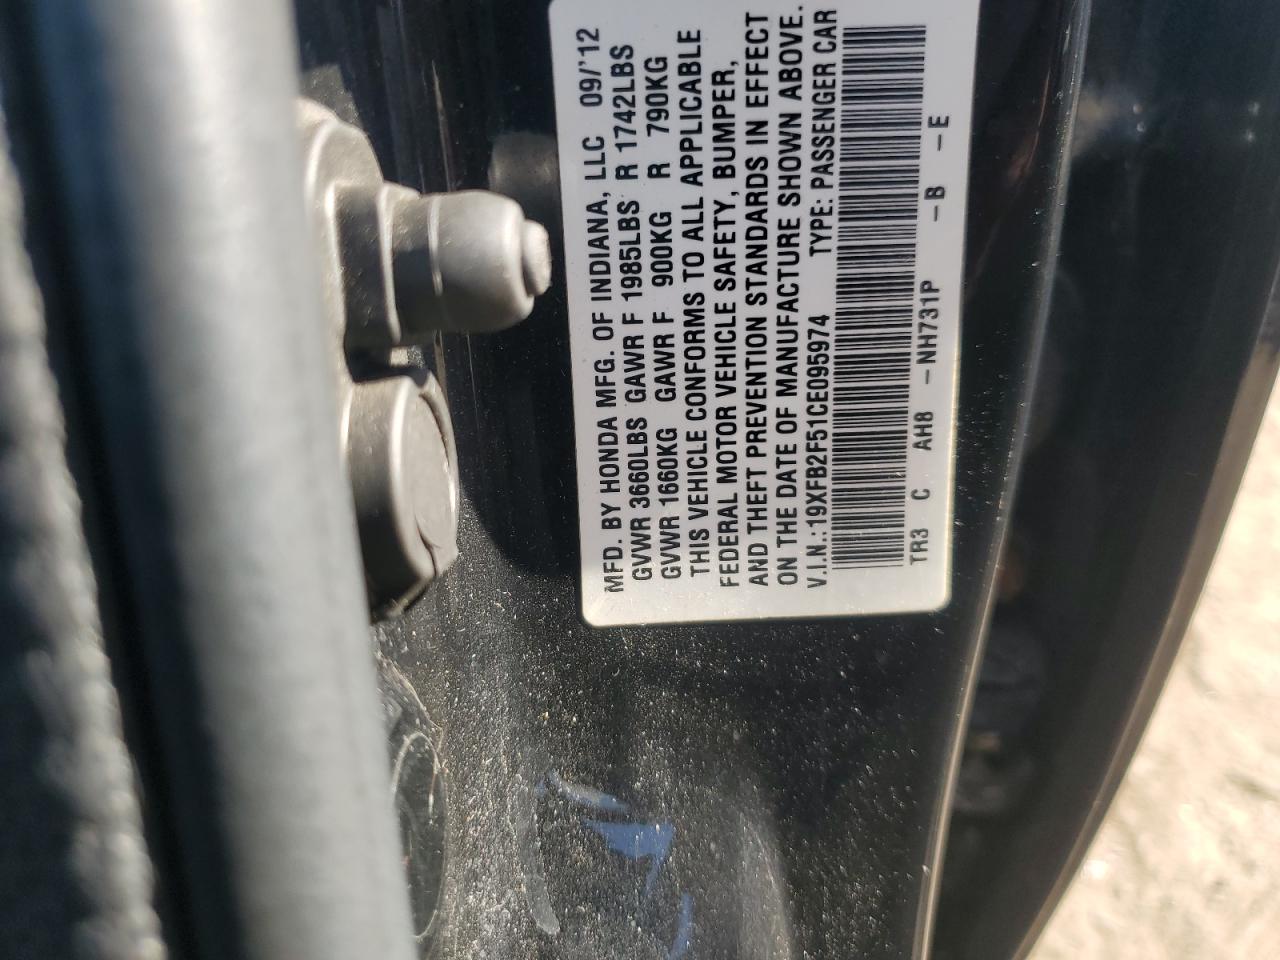 MFD. BY HONDA MFG. OF INDIANA, LLC 09/'12
GVWR 3660LBS GAWR F 1985LBS R 1742LBS
GVWR 1660KG GAWR F 900KG R 790KG
THIS VEHICLE CONFORMS TO ALL APPLICABLE
FEDERAL MOTOR VEHICLE SAFETY, BUMPER,
AND THEFT PREVENTION STANDARDS IN EFFECT
ON THE DATE OF MANUFACTURE SHOWN ABOVE.
V.I.N.: 19XFB2F51CE095974 TYPE: PASSENGER CAR
TR3 C AH8 -NH731P -B -E